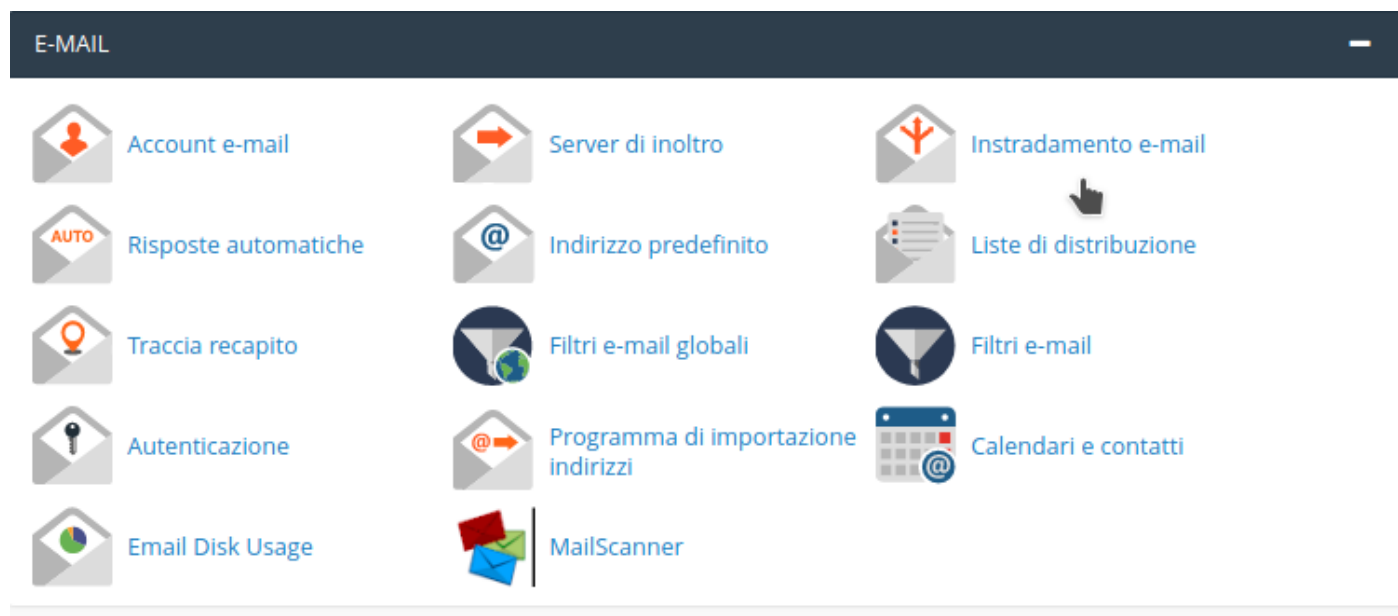 E-MAIL
Account e-mail
Server di inoltro
Instradamento e-mail
AUTO
Risposte automatiche
@
Indirizzo predefinito
Liste di distribuzione
Traccia recapito
Filtri e-mail globali
Filtri e-mail
Autenticazione
@
Programma di importazione
indirizzi
@
Calendari e contatti
Email Disk Usage
MailScanner